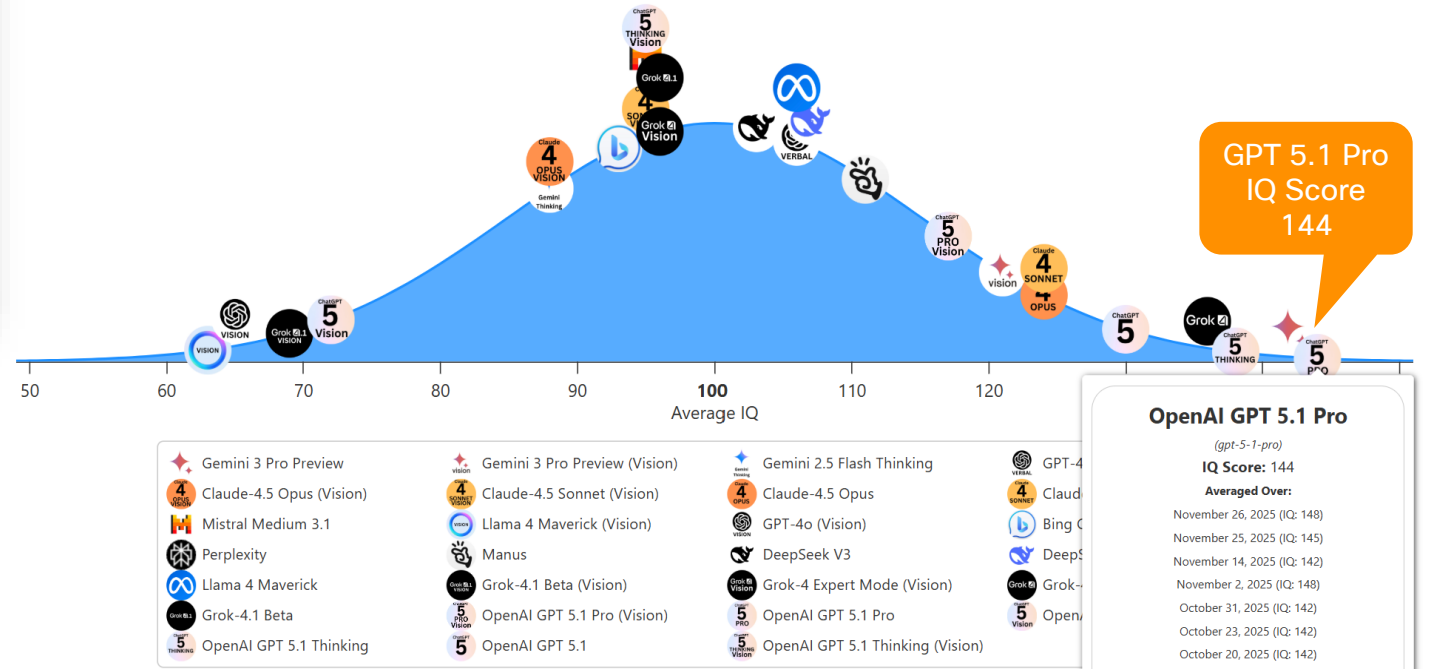 ChatGPT
5
THINKING
Vision
Grok 4.1
4
Grok 4
Vision
VERBAL
Claude
4
OPUS
VISION
Gemini
Thinking
ChatGPT
5
PRO
Vision
vision
Claude
4
SONNET
OPUS
ChatGPT
5
Grok 4
ChatGPT
5
THINKING
ChatGPT
5
PRO
GPT 5.1 Pro
IQ Score
144
VISION
VISION
Grok 4.1
VISION
ChatGPT
5
Vision
50 60 70 80 90 100 110 120
Average IQ
Gemini 3 Pro Preview
Gemini 3 Pro Preview (Vision)
Gemini 2.5 Flash Thinking
GPT-4
Claude-4.5 Opus (Vision)
Claude-4.5 Sonnet (Vision)
Claude-4.5 Opus
Claud
Mistral Medium 3.1
Llama 4 Maverick (Vision)
GPT-4o (Vision)
Bing
Perplexity
Manus
DeepSeek V3
DeepS
Llama 4 Maverick
Grok-4.1 Beta (Vision)
Grok-4 Expert Mode (Vision)
Grok-4
Grok-4.1 Beta
OpenAI GPT 5.1 Pro (Vision)
OpenAI GPT 5.1 Pro
OpenA
OpenAI GPT 5.1 Thinking
OpenAI GPT 5.1
OpenAI GPT 5.1 Thinking (Vision)
OpenAI GPT 5.1 Pro
(gpt-5-1-pro)
IQ Score: 144
Averaged Over:
November 26, 2025 (IQ: 148)
November 25, 2025 (IQ: 145)
November 14, 2025 (IQ: 142)
November 2, 2025 (IQ: 148)
October 31, 2025 (IQ: 142)
October 23, 2025 (IQ: 142)
October 20, 2025 (IQ: 142)